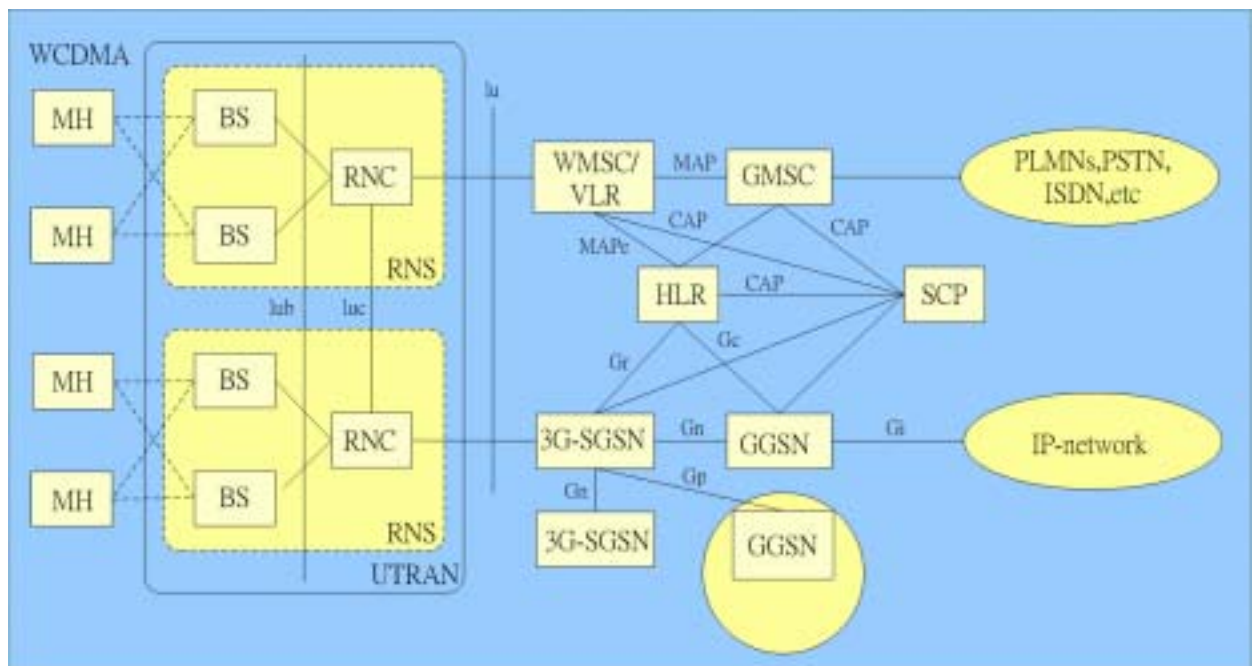 WCDMA
MH
BS
MH
BS
RNC
RNS
Iub
Iuc
MH
BS
MH
BS
RNC
RNS
UTRAN
Iu
WMSC/
VLR
MAP
GMSC
PLMNs,PSTN,
ISDN,etc
CAP
CAP
MAPe
HLR
CAP
SCP
Gr
Gc
3G-SGSN
Gn
GGSN
Gi
IP-network
Gn
Gp
3G-SGSN
GGSN